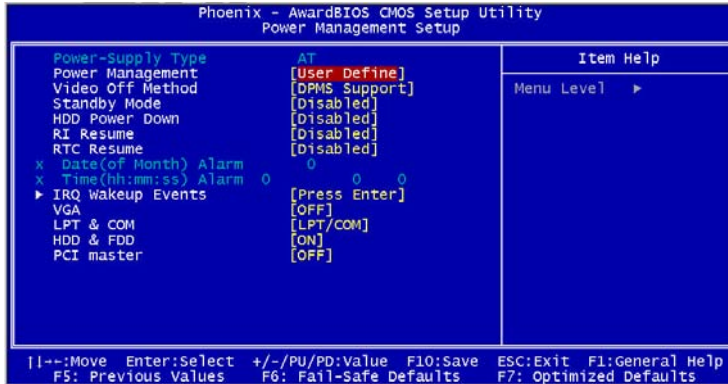 Phoenix - AwardBIOS CMOS Setup Utility
Power Management Setup
Power-Supply Type AT
Power Management [User Define]
Video Off Method [DPMS Support]
Standby Mode [Disabled]
HDD Power Down [Disabled]
RI Resume [Disabled]
RTC Resume [Disabled]
x Date(of Month) Alarm 0
x Time(hh:mm:ss) Alarm 0 0 0
▶ IRQ Wakeup Events [Press Enter]
VGA [OFF]
LPT & COM [LPT/COM]
HDD & FDD [ON]
PCI master [OFF]
Item Help
Menu Level ▶
↑↓→←:Move Enter:Select +/-/PU/PD:Value F10:Save ESC:Exit F1:General Help
F5: Previous Values F6: Fail-Safe Defaults F7: Optimized Defaults